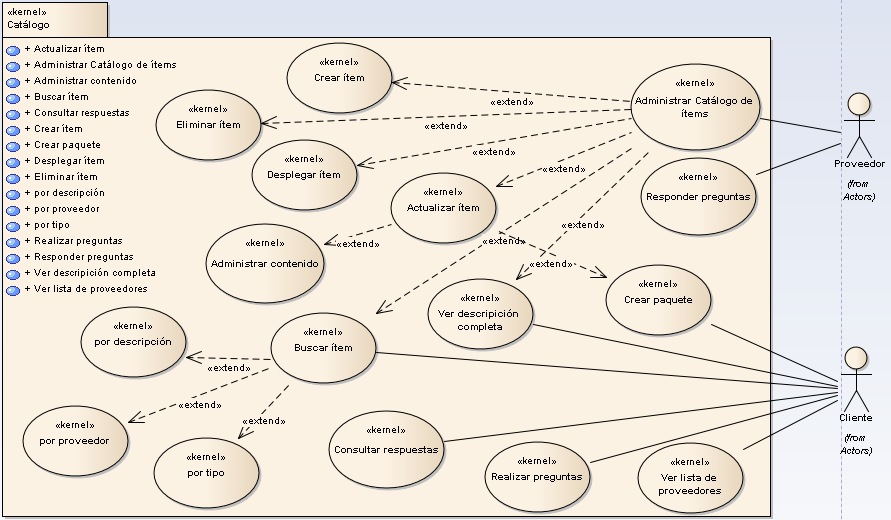 «kernel»
Catálogo
+ Actualizar ítem
+ Administrar Catálogo de ítems
+ Administrar contenido
+ Buscar ítem
+ Consultar respuestas
+ Crear ítem
+ Crear paquete
+ Desplegar ítem
+ Eliminar ítem
+ por descripción
+ por proveedor
+ por tipo
+ Realizar preguntas
+ Responder preguntas
+ Ver descripición completa
+ Ver lista de proveedores
«kernel»
Crear ítem
«kernel»
Eliminar ítem
«kernel»
Desplegar ítem
«kernel»
Actualizar ítem
«kernel»
Administrar contenido
«kernel»
Administrar Catálogo de
ítems
«kernel»
Responder preguntas
«extend»
«extend»
«extend»
«extend»
«extend»
«extend»
«extend»
«extend»
«kernel»
Ver descripición
completa
«kernel»
Crear paquete
«kernel»
Buscar ítem
«kernel»
por descripción
«kernel»
por proveedor
«kernel»
por tipo
«extend»
«extend»
«extend»
«kernel»
Consultar respuestas
«kernel»
Realizar preguntas
«kernel»
Ver lista de
proveedores
Proveedor
(from
Actors)
Cliente
(from
Actors)